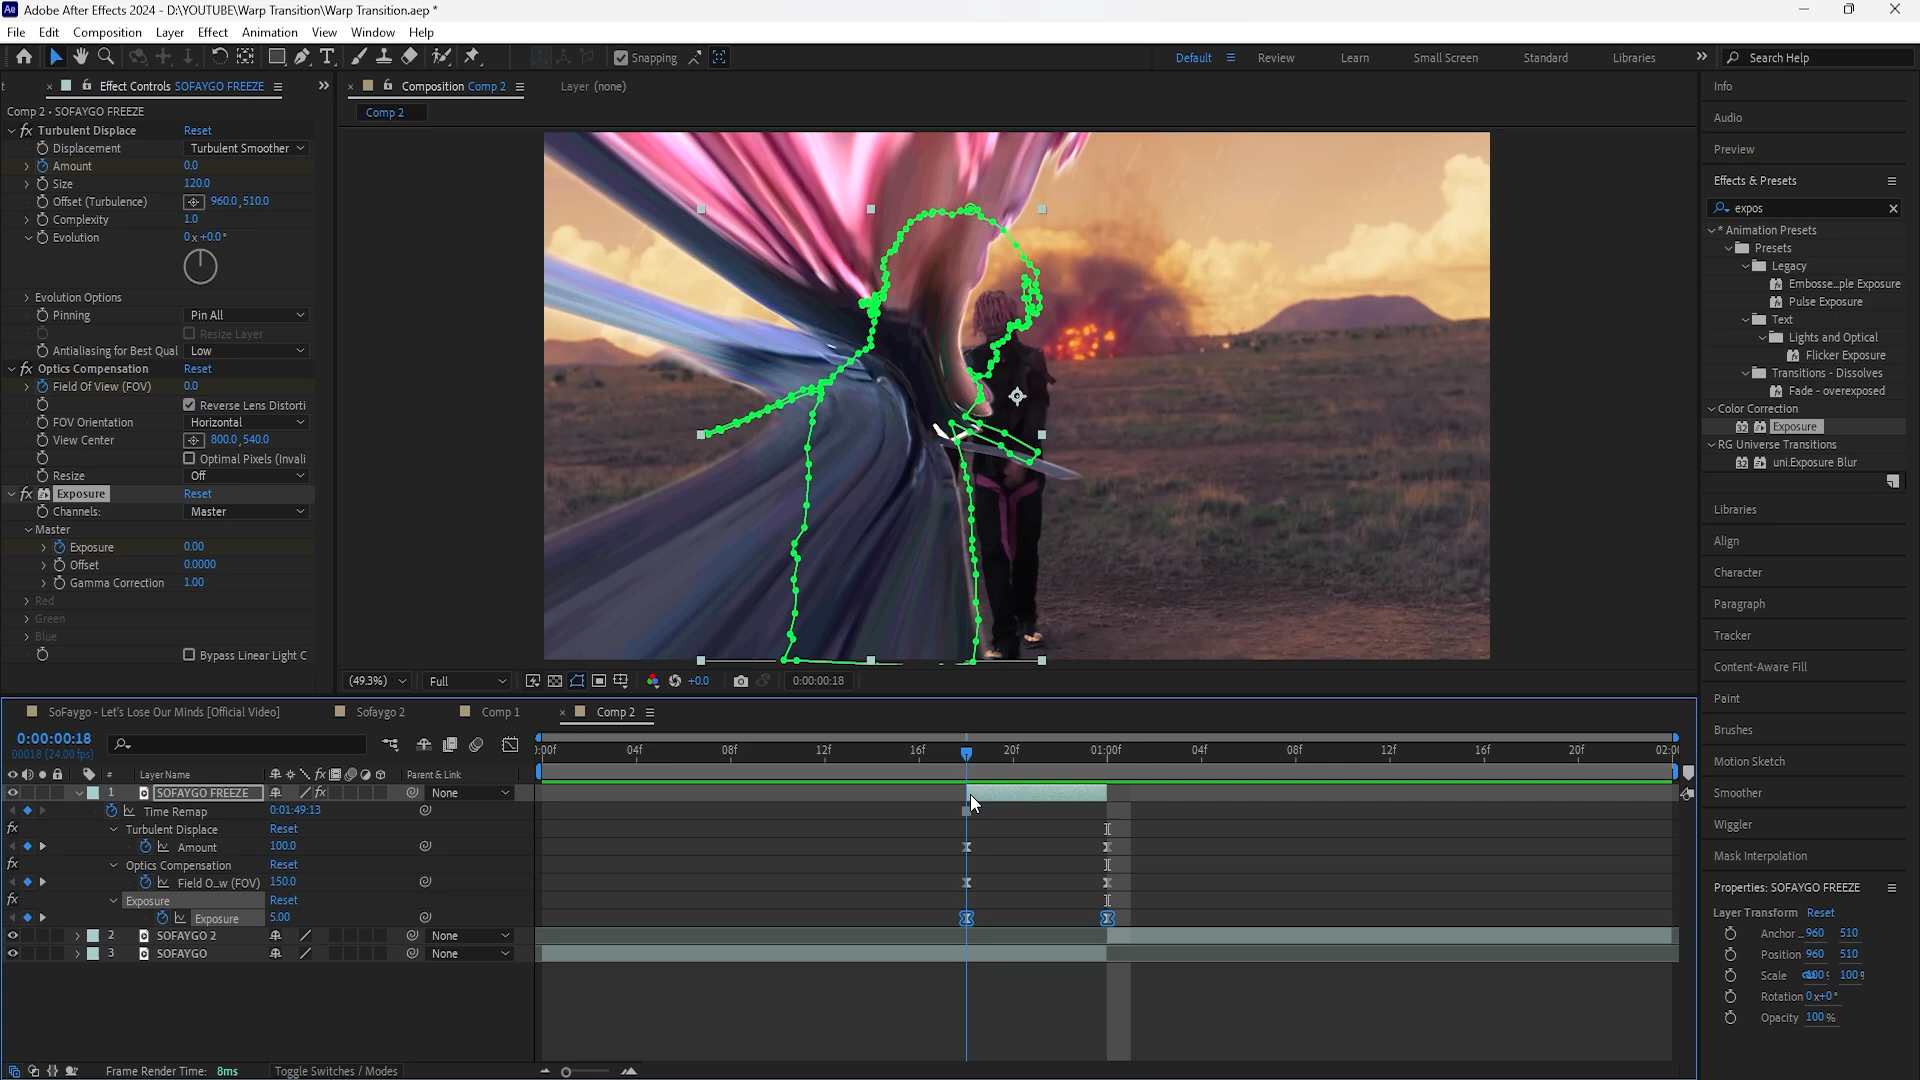 Adobe After Effects 2024 - D:\YOUTUBE\Warp Transition\Warp Transition.aep *
File Edit Composition Layer Effect Animation View Window Help
Snapping
Default Review Learn Small Screen Standard Libraries Search Help
Effect Controls SOFAYGO FREEZE
Comp 2 • SOFAYGO FREEZE
fx Turbulent Displace Reset
Displacement Turbulent Smoother
Amount 0.0
Size 120.0
Offset (Turbulence) 960.0,510.0
Complexity 1.0
Evolution 0x+0.0°
Evolution Options
Pinning Pin All
Resize Layer
Antialiasing for Best Qual Low
fx Optics Compensation Reset
Field Of View (FOV) 0.0
Reverse Lens Distorti
FOV Orientation Horizontal
View Center 800.0,540.0
Optimal Pixels (Invali
Resize Off
fx Exposure Reset
Channels: Master
Master
Exposure 0.00
Offset 0.0000
Gamma Correction 1.00
Red
Green
Blue
Bypass Linear Light C
Composition Comp 2 Layer (none)
Comp 2
(49.3%) Full +0.0 0:00:00:18
Info
Audio
Preview
Effects & Presets
expos
* Animation Presets
Presets
Legacy
Embosse...ple Exposure
Pulse Exposure
Text
Lights and Optical
Flicker Exposure
Transitions - Dissolves
Fade - overexposed
Color Correction
32 Exposure
RG Universe Transitions
32 uni.Exposure Blur
Libraries
Align
Character
Paragraph
Tracker
Content-Aware Fill
Paint
Brushes
Motion Sketch
Smoother
Wiggler
Mask Interpolation
Properties: SOFAYGO FREEZE
Layer Transform Reset
Anchor .. 960 510
Position 960 510
Scale 100%
Rotation 0x+0°
Opacity 100 %
SoFaygo - Let's Lose Our Minds [Official Video] Sofaygo 2 Comp 1 Comp 2
0:00:00:18
00018 (24.00 fps)
):00f 04f 08f 12f 16f 20f 01:00f 04f 08f 12f 16f 20f 02:0
# Layer Name fx Parent & Link
1 SOFAYGO FREEZE fx None
Time Remap 0:01:49:13
fx Turbulent Displace Reset
Amount 100.0
fx Optics Compensation Reset
Field O...w (FOV) 150.0
fx Exposure Reset
Exposure 5.00
2 SOFAYGO 2 None
3 SOFAYGO None
Frame Render Time: 8ms Toggle Switches / Modes